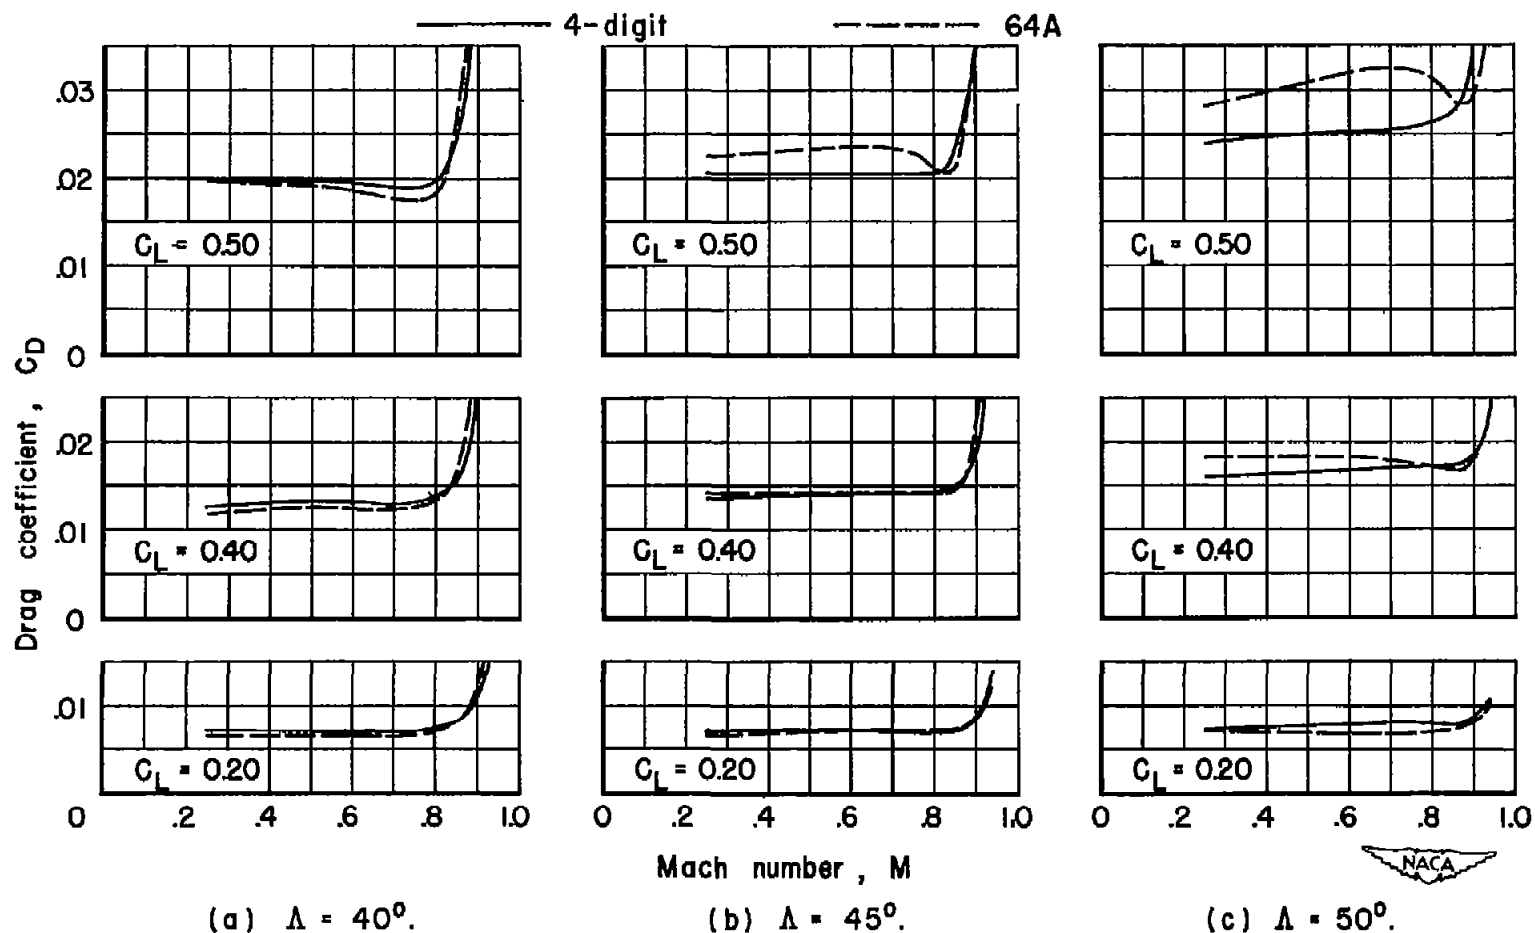 4-digit 64A
.03
.02
.01
0
C_L = 0.50
C_L = 0.50
C_L = 0.50
.02
.01
0
C_L = 0.40
C_L = 0.40
C_L = 0.40
.01
C_L = 0.20
C_L = 0.20
C_L = 0.20
0 .2 .4 .6 .8 1.0
0 .2 .4 .6 .8 1.0
0 .2 .4 .6 .8 1.0
Drag coefficient, C_D
Mach number, M
NACA
(a) Λ = 40°.
(b) Λ = 45°.
(c) Λ = 50°.